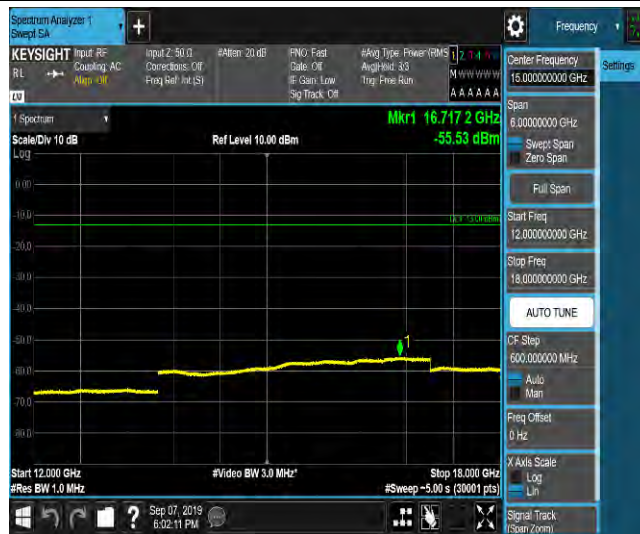 Spectrum Analyzer 1
Swept SA
Frequency
KEYSIGHT
RL
Input: RF
Coupling: AC
Align: Off
Input Z: 50 Ω
Corrections: Off
Freq Ref: Int (S)
#Atten: 20 dB
PNO: Fast
Gate: Off
IF Gain: Low
Sig Track: Off
#Avg Type: Power (RMS
Avg|Hold: 3/3
Trig: Free Run
M W W W W W
A A A A A A
1 Spectrum
Scale/Div 10 dB
Log
Ref Level 10.00 dBm
Mkr1 16.717 2 GHz
-55.53 dBm
0.00
-10.0
-20.0
-30.0
-40.0
-50.0
-60.0
-70.0
-80.0
1
Start 12.000 GHz
#Res BW 1.0 MHz
#Video BW 3.0 MHz*
Stop 18.000 GHz
#Sweep ~5.00 s (30001 pts)
Sep 07, 2019
6:02:11 PM
Center Frequency
15.000000000 GHz
Settings
Span
6.00000000 GHz
Swept Span
Zero Span
Full Span
Start Freq
12.000000000 GHz
Stop Freq
18.000000000 GHz
AUTO TUNE
CF Step
600.000000 MHz
Auto
Man
Freq Offset
0 Hz
X Axis Scale
Log
Lin
Signal Track
(Span Zoom)